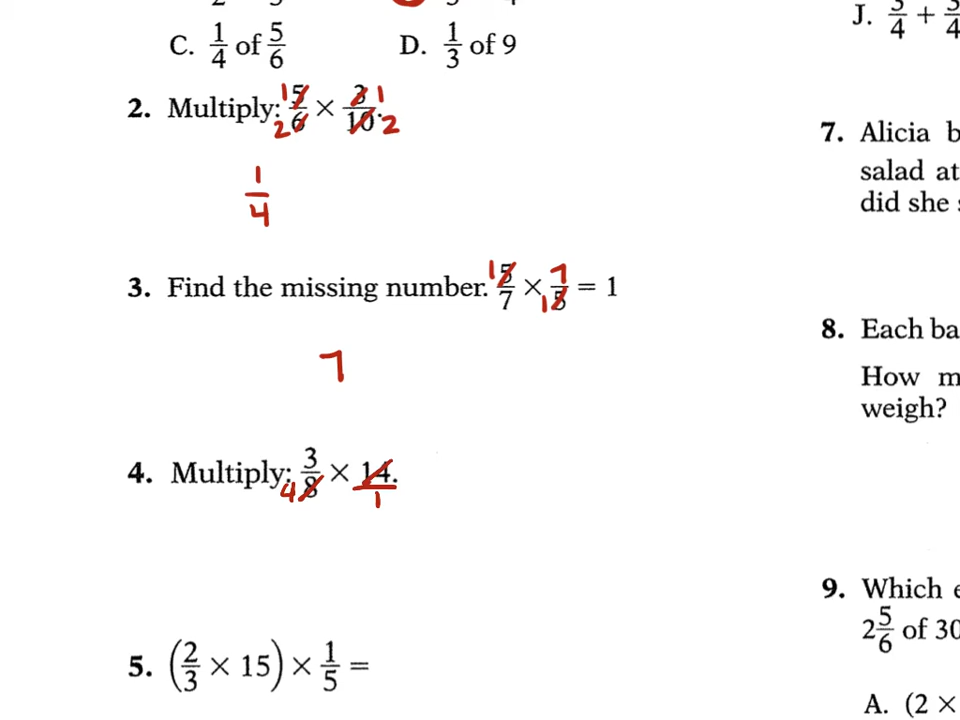 C. 1/4 of 5/6 D. 1/3 of 9
J. 3/4 +
2. Multiply: 5/6 × 3/10.
1 1
2 2
1/4
3. Find the missing number. 5/7 × 7/5 = 1
1 1
7
4. Multiply: 3/8 × 14.
4 1
5. (2/3 × 15) × 1/5 =
7. Alicia b
salad at
did she
8. Each ba
How m
weigh?
9. Which e
2 5/6 of 30
A. (2 ×